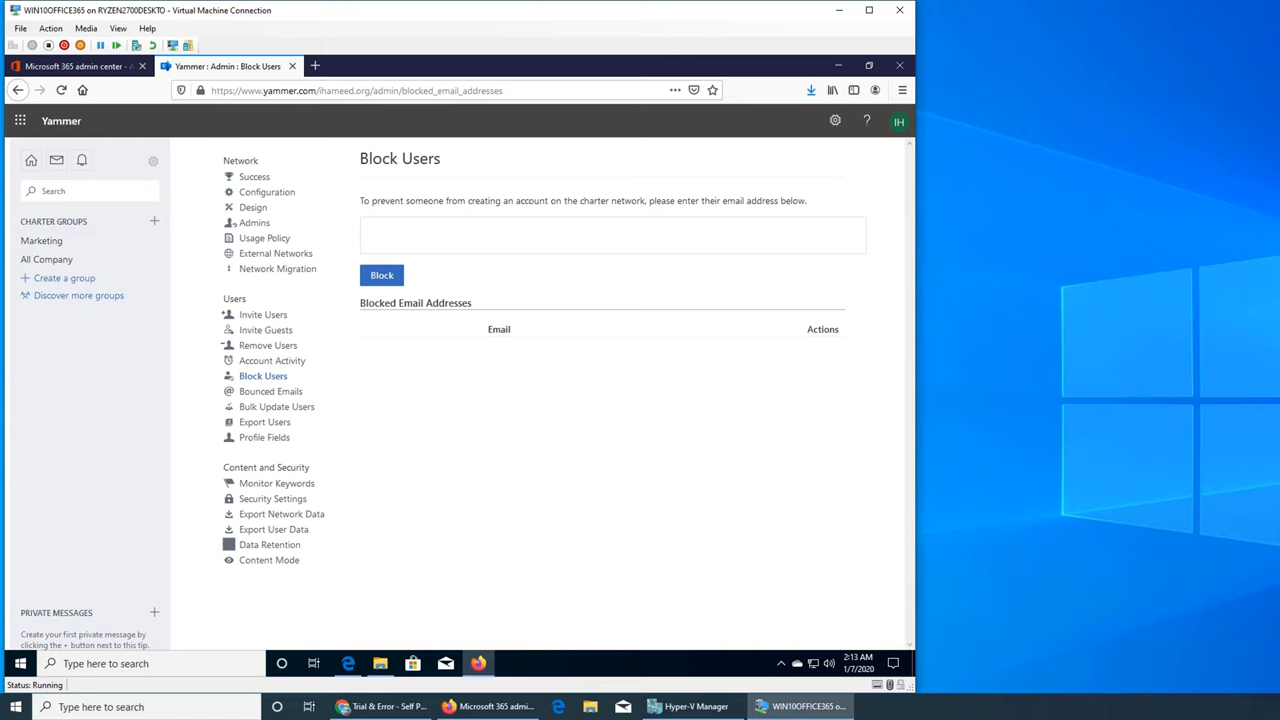 WIN10OFFICE365 on RYZEN2700DESKTO - Virtual Machine Connection
File Action Media View Help
Microsoft 365 admin center - A
Yammer : Admin : Block Users
https://www.yammer.com/ihameed.org/admin/blocked_email_addresses
Yammer
? IH
Search
CHARTER GROUPS
Marketing
All Company
Create a group
Discover more groups
PRIVATE MESSAGES
Create your first private message by
clicking the + button next to this tip.
Network
Success
Configuration
Design
Admins
Usage Policy
External Networks
Network Migration
Users
Invite Users
Invite Guests
Remove Users
Account Activity
Block Users
Bounced Emails
Bulk Update Users
Export Users
Profile Fields
Content and Security
Monitor Keywords
Security Settings
Export Network Data
Export User Data
Data Retention
Content Mode
Block Users
To prevent someone from creating an account on the charter network, please enter their email address below.
Block
Blocked Email Addresses
Email Actions
Type here to search
2:13 AM
1/7/2020
Status: Running
Type here to search
Trial & Error - Self P...
Microsoft 365 admi...
Hyper-V Manager
WIN10OFFICE365 o...